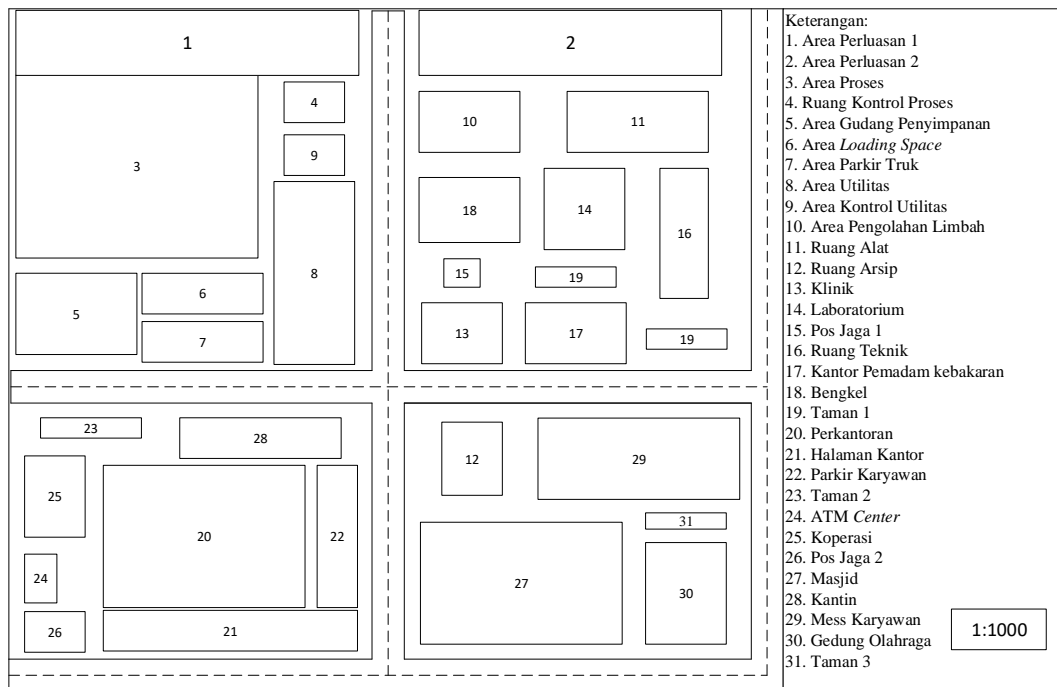 1
2
4
10
11
9
3
18
14
16
8
15
19
6
5
7
13
17
19
23
28
12
29
25
31
20
22
27
30
24
26
21
Keterangan:
1. Area Perluasan 1
2. Area Perluasan 2
3. Area Proses
4. Ruang Kontrol Proses
5. Area Gudang Penyimpanan
6. Area Loading Space
7. Area Parkir Truk
8. Area Utilitas
9. Area Kontrol Utilitas
10. Area Pengolahan Limbah
11. Ruang Alat
12. Ruang Arsip
13. Klinik
14. Laboratorium
15. Pos Jaga 1
16. Ruang Teknik
17. Kantor Pemadam kebakaran
18. Bengkel
19. Taman 1
20. Perkantoran
21. Halaman Kantor
22. Parkir Karyawan
23. Taman 2
24. ATM Center
25. Koperasi
26. Pos Jaga 2
27. Masjid
28. Kantin
29. Mess Karyawan
30. Gedung Olahraga
31. Taman 3
1:1000